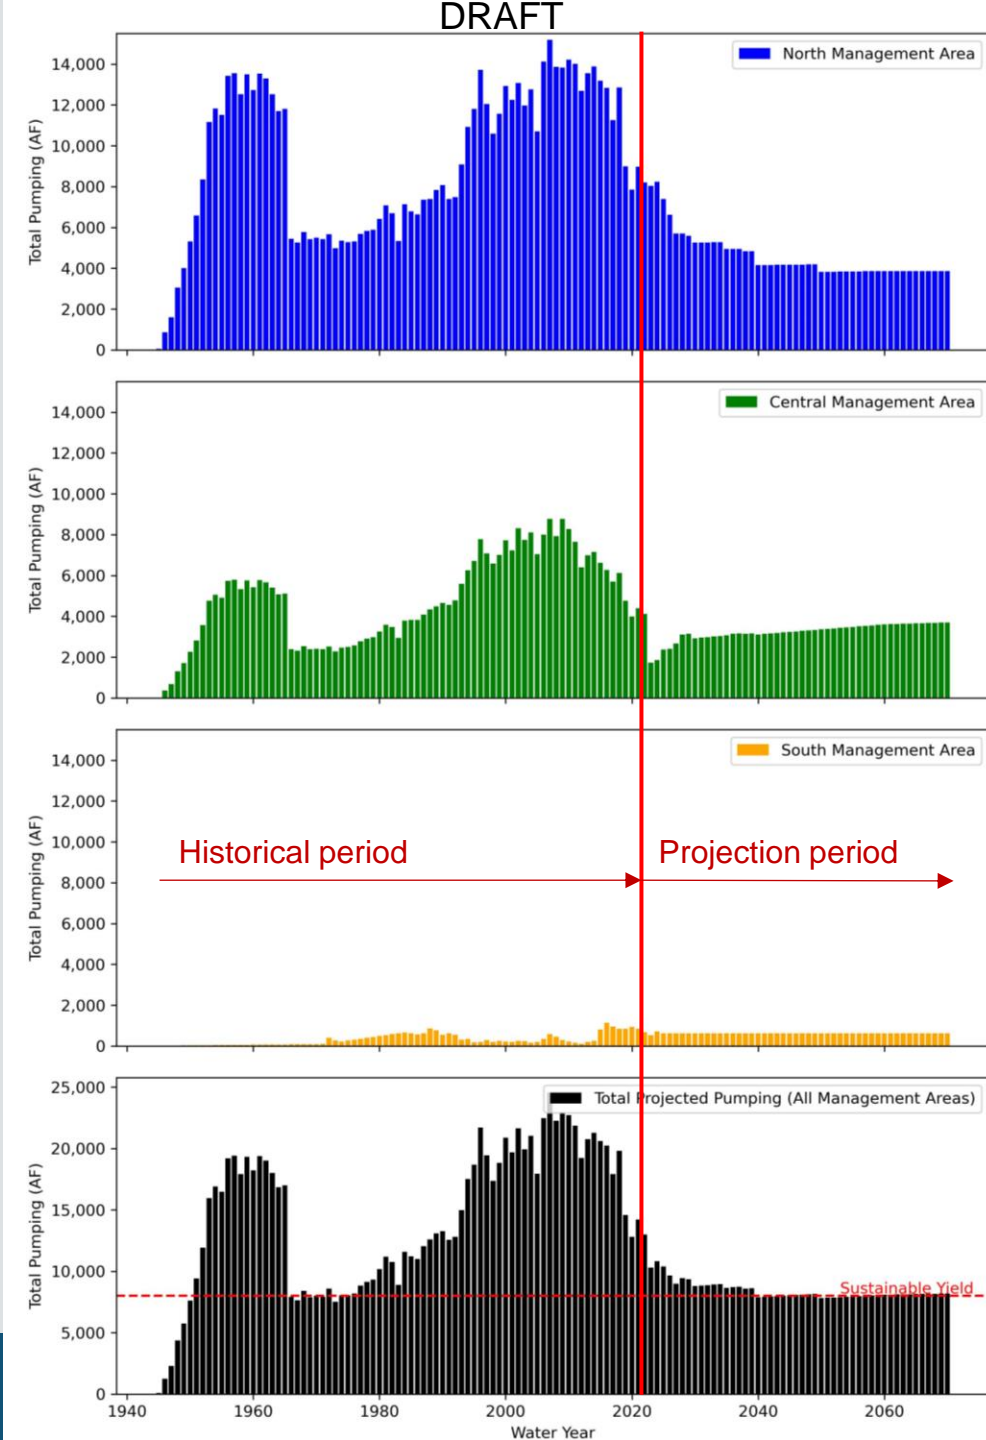 DRAFT
North Management Area
Total Pumping (AF)
14,000
12,000
10,000
8,000
6,000
4,000
2,000
0
Central Management Area
Total Pumping (AF)
14,000
12,000
10,000
8,000
6,000
4,000
2,000
0
South Management Area
Total Pumping (AF)
14,000
12,000
10,000
8,000
6,000
4,000
2,000
0
Historical period
Projection period
Total Projected Pumping (All Management Areas)
Total Pumping (AF)
25,000
20,000
15,000
10,000
5,000
0
Sustainable Yield
1940 1960 1980 2000 2020 2040 2060
Water Year